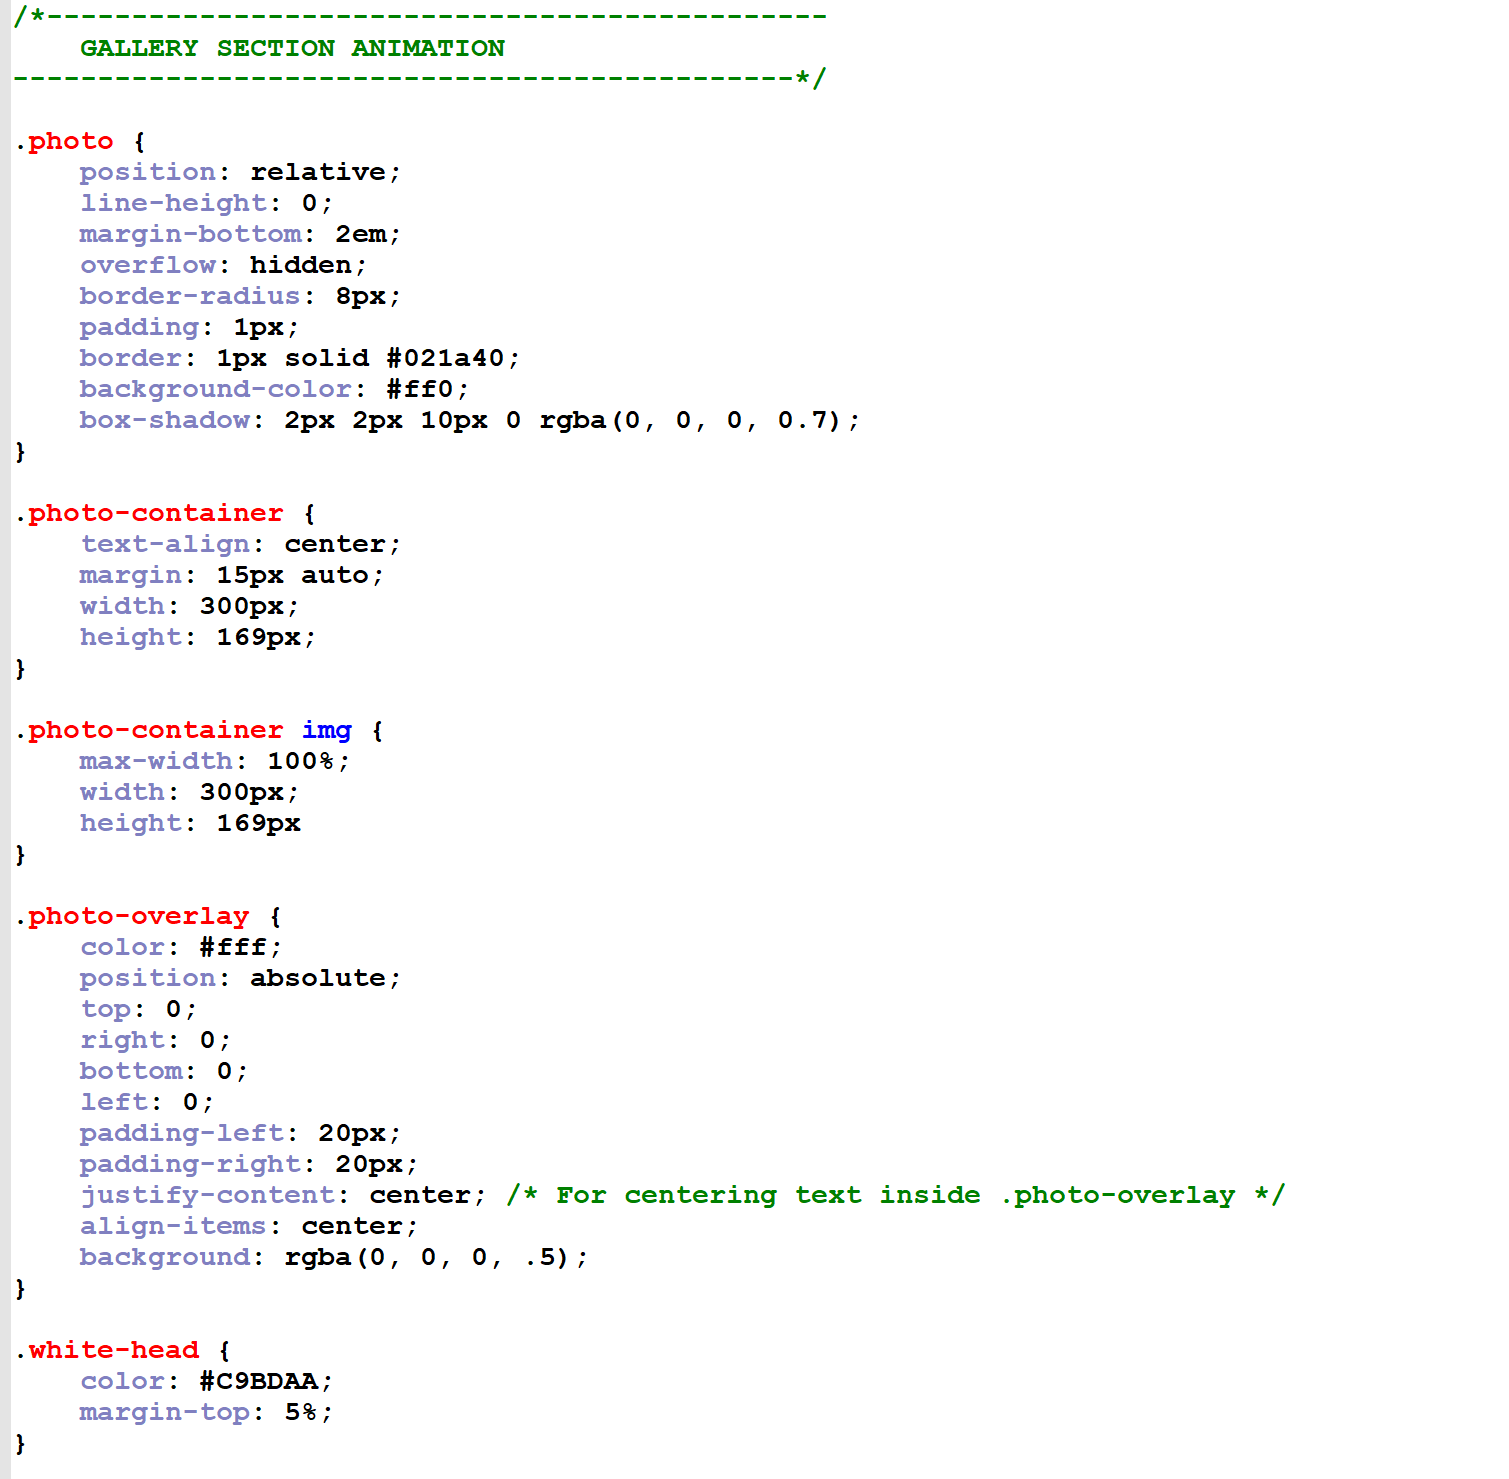 /*----------------------------------------------
    GALLERY SECTION ANIMATION
----------------------------------------------*/

.photo {
    position: relative;
    line-height: 0;
    margin-bottom: 2em;
    overflow: hidden;
    border-radius: 8px;
    padding: 1px;
    border: 1px solid #021a40;
    background-color: #ff0;
    box-shadow: 2px 2px 10px 0 rgba(0, 0, 0, 0.7);
}

.photo-container {
    text-align: center;
    margin: 15px auto;
    width: 300px;
    height: 169px;
}

.photo-container img {
    max-width: 100%;
    width: 300px;
    height: 169px
}

.photo-overlay {
    color: #fff;
    position: absolute;
    top: 0;
    right: 0;
    bottom: 0;
    left: 0;
    padding-left: 20px;
    padding-right: 20px;
    justify-content: center; /* For centering text inside .photo-overlay */
    align-items: center;
    background: rgba(0, 0, 0, .5);
}

.white-head {
    color: #C9BDAA;
    margin-top: 5%;
}